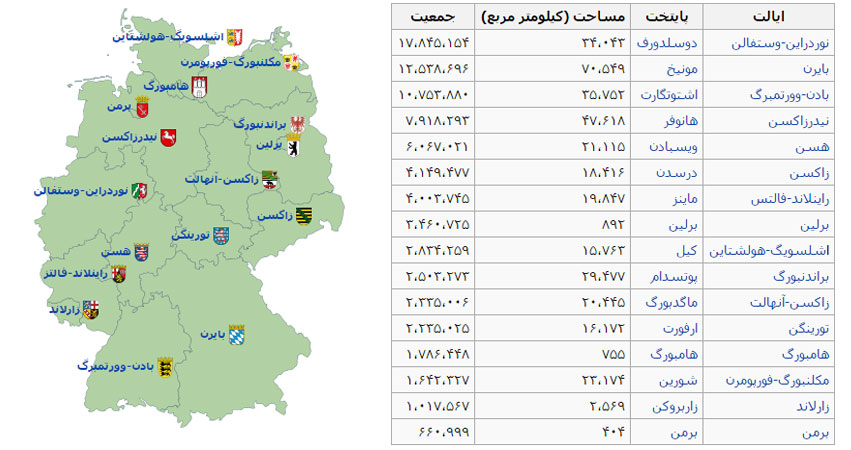 اشلسویگ-هولشتاین
مکلنبورگ-فورپومرن
هامبورگ
برمن
براندنبورگ
برلین
نیدرزاکسن
زاکسن-آنهالت
نوردراین-وستفالن
زاکسن
تورینگن
هسن
راینلاند-فالتز
زارلاند
بایرن
بادن-وورتمبرگ
ایالت پایتخت مساحت (کیلومتر مربع) جمعیت
نوردراین-وستفالن دوسلدورف ۳۴،۰۴۳ ۱۷،۸۴۵،۱۵۴
بایرن مونیخ ۷۰،۵۴۹ ۱۲،۵۳۸،۶۹۶
بادن-وورتمبرگ اشتوتگارت ۳۵،۷۵۲ ۱۰،۷۵۳،۸۸۰
نیدرزاکسن هانوفر ۴۷،۶۱۸ ۷،۹۱۸،۲۹۳
هسن ویسبادن ۲۱،۱۱۵ ۶،۰۶۷،۰۲۱
زاکسن درسدن ۱۸،۴۱۶ ۴،۱۴۹،۴۷۷
راینلاند-فالتس ماینز ۱۹،۸۴۷ ۴،۰۰۳،۷۴۵
برلین برلین ۸۹۲ ۳،۴۶۰،۷۲۵
اشلسویگ-هولشتاین کیل ۱۵،۷۶۳ ۲،۸۳۴،۲۵۹
براندنبورگ پوتسدام ۲۹،۴۷۷ ۲،۵۰۳،۲۷۳
زاکسن-آنهالت ماگدبورگ ۲۰،۴۴۵ ۲،۳۳۵،۰۰۶
تورینگن ارفورت ۱۶،۱۷۲ ۲،۲۳۵،۰۲۵
هامبورگ هامبورگ ۷۵۵ ۱،۷۸۶،۴۴۸
مکلنبورگ-فورپومرن شورین ۲۳،۱۷۴ ۱،۶۴۲،۳۲۷
زارلاند زاربروکن ۲،۵۶۹ ۱،۰۱۷،۵۶۷
برمن برمن ۴۰۴ ۶۶۰،۹۹۹